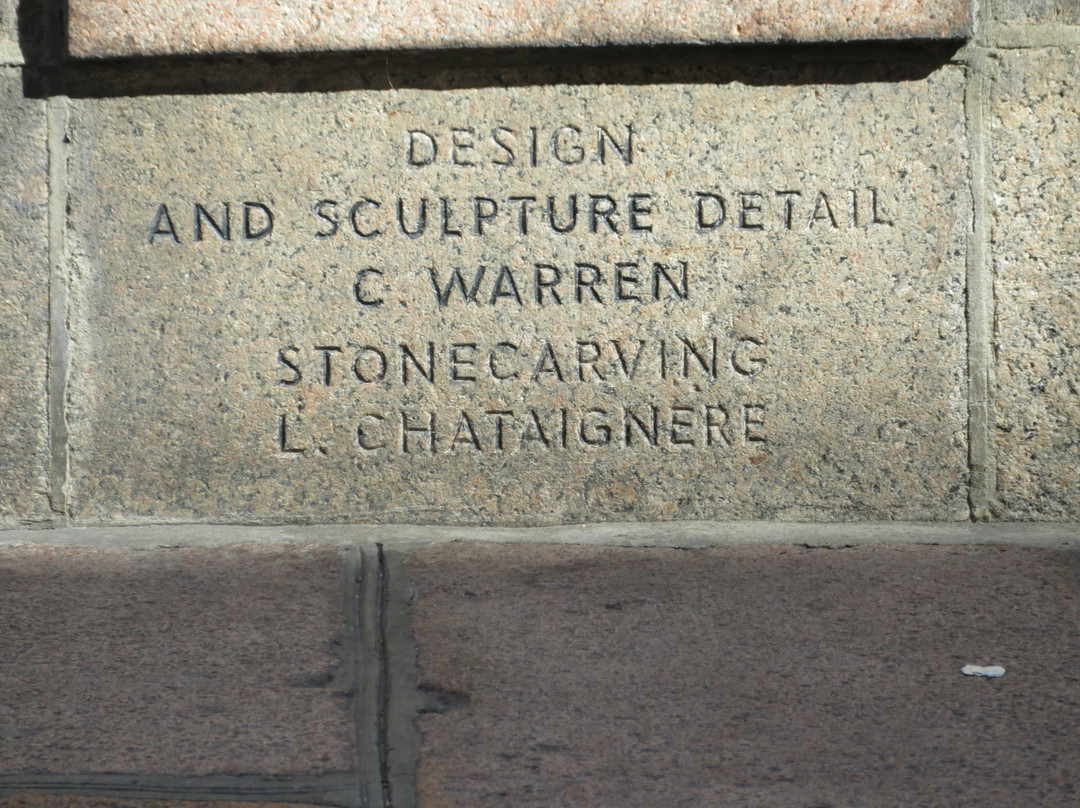 DESIGN
AND SCULPTURE DETAIL
C. WARREN
STONECARVING
L. CHATAIGNERE